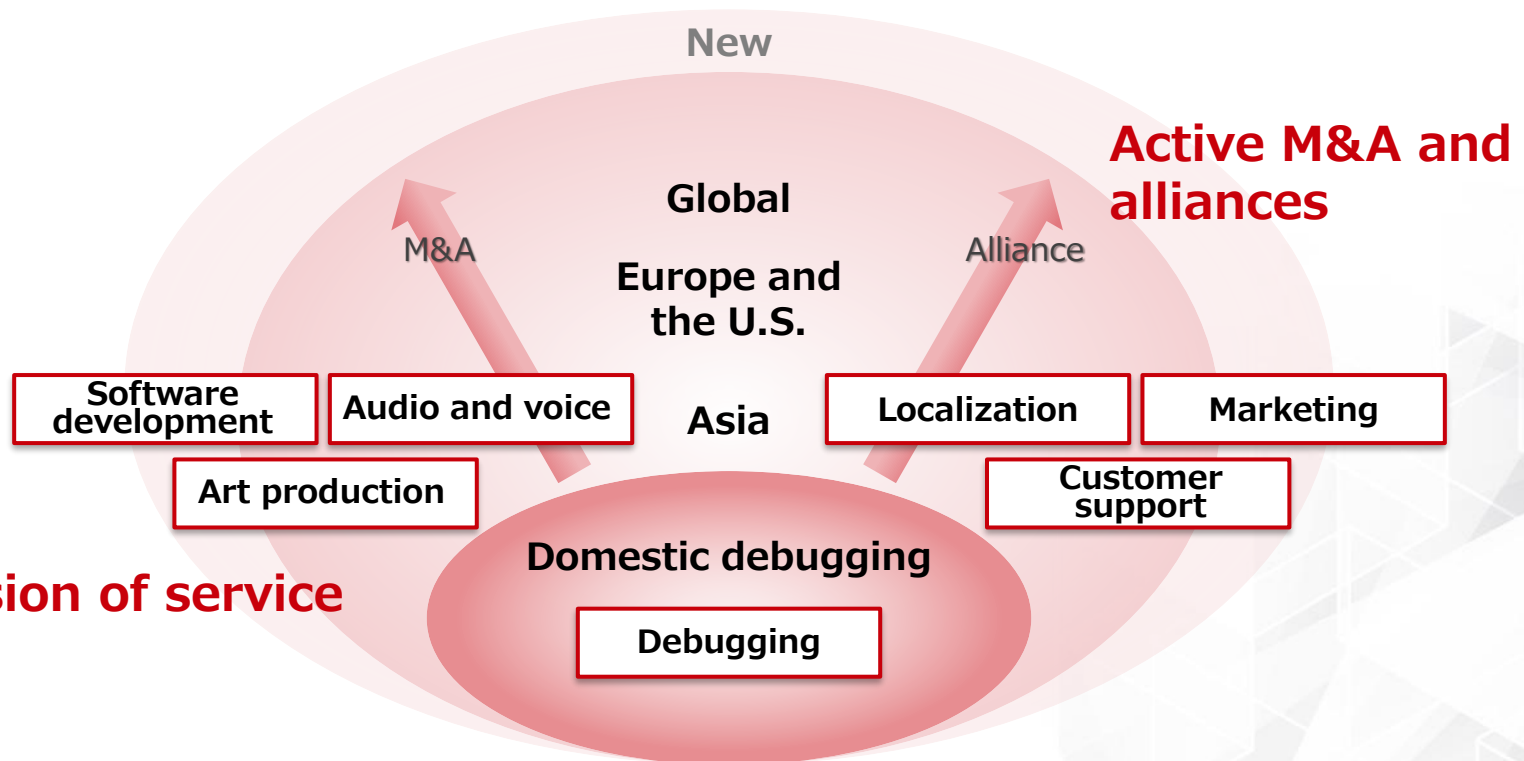 New
Active M&A and
alliances
Global
M&A
Alliance
Europe and
the U.S.
Software
development
Audio and voice
Asia
Localization
Marketing
Art production
Customer
support
Domestic debugging
sion of service
Debugging